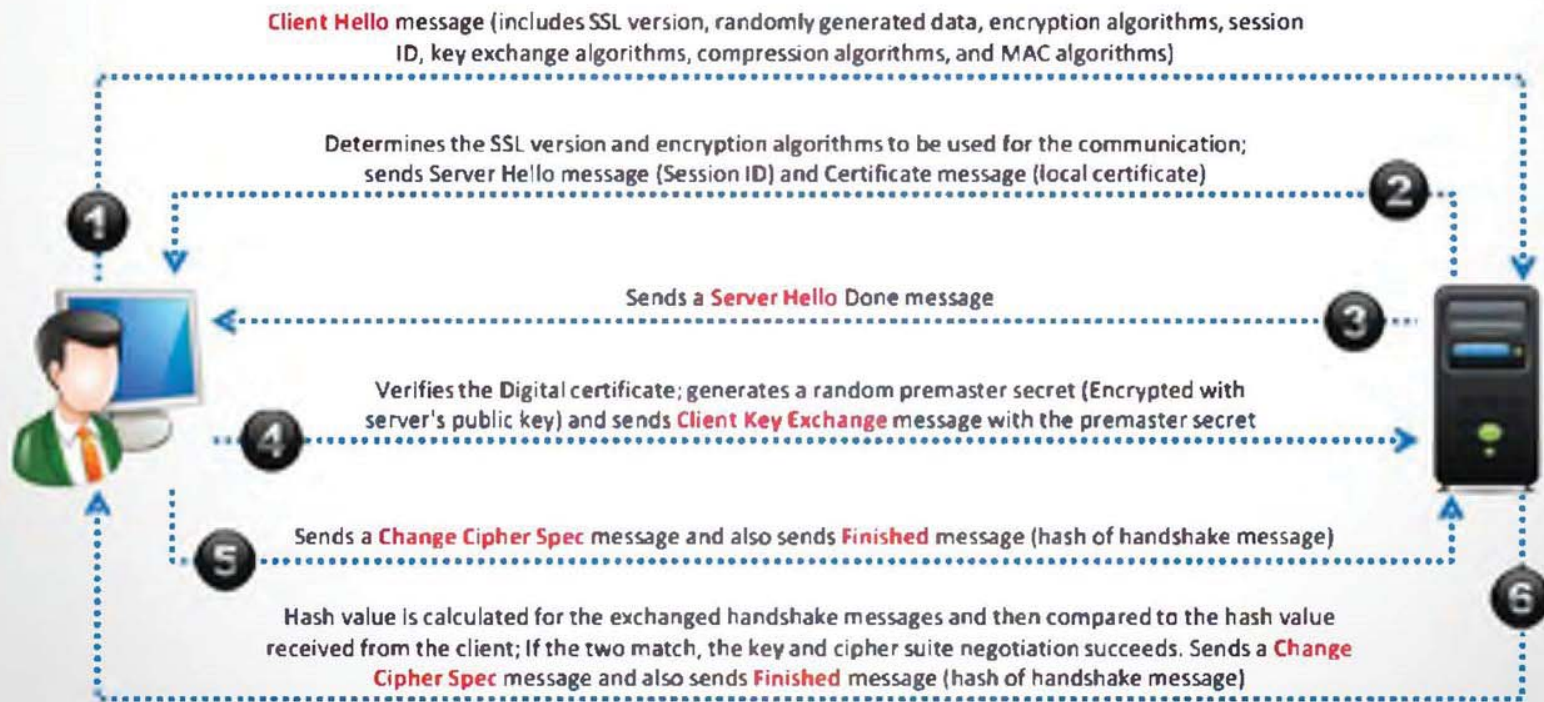 Client Hello message (includes SSL version, randomly generated data, encryption algorithms, session
ID, key exchange algorithms, compression algorithms, and MAC algorithms)
Determines the SSL version and encryption algorithms to be used for the communication;
sends Server Hello message (Session ID) and Certificate message (local certificate)
1
2
Sends a Server Hello Done message
3
Verifies the Digital certificate; generates a random premaster secret (Encrypted with
server's public key) and sends Client Key Exchange message with the premaster secret
4
Sends a Change Cipher Spec message and also sends Finished message (hash of handshake message)
5
6
Hash value is calculated for the exchanged handshake messages and then compared to the hash value
received from the client; If the two match, the key and cipher suite negotiation succeeds. Sends a Change
Cipher Spec message and also sends Finished message (hash of handshake message)